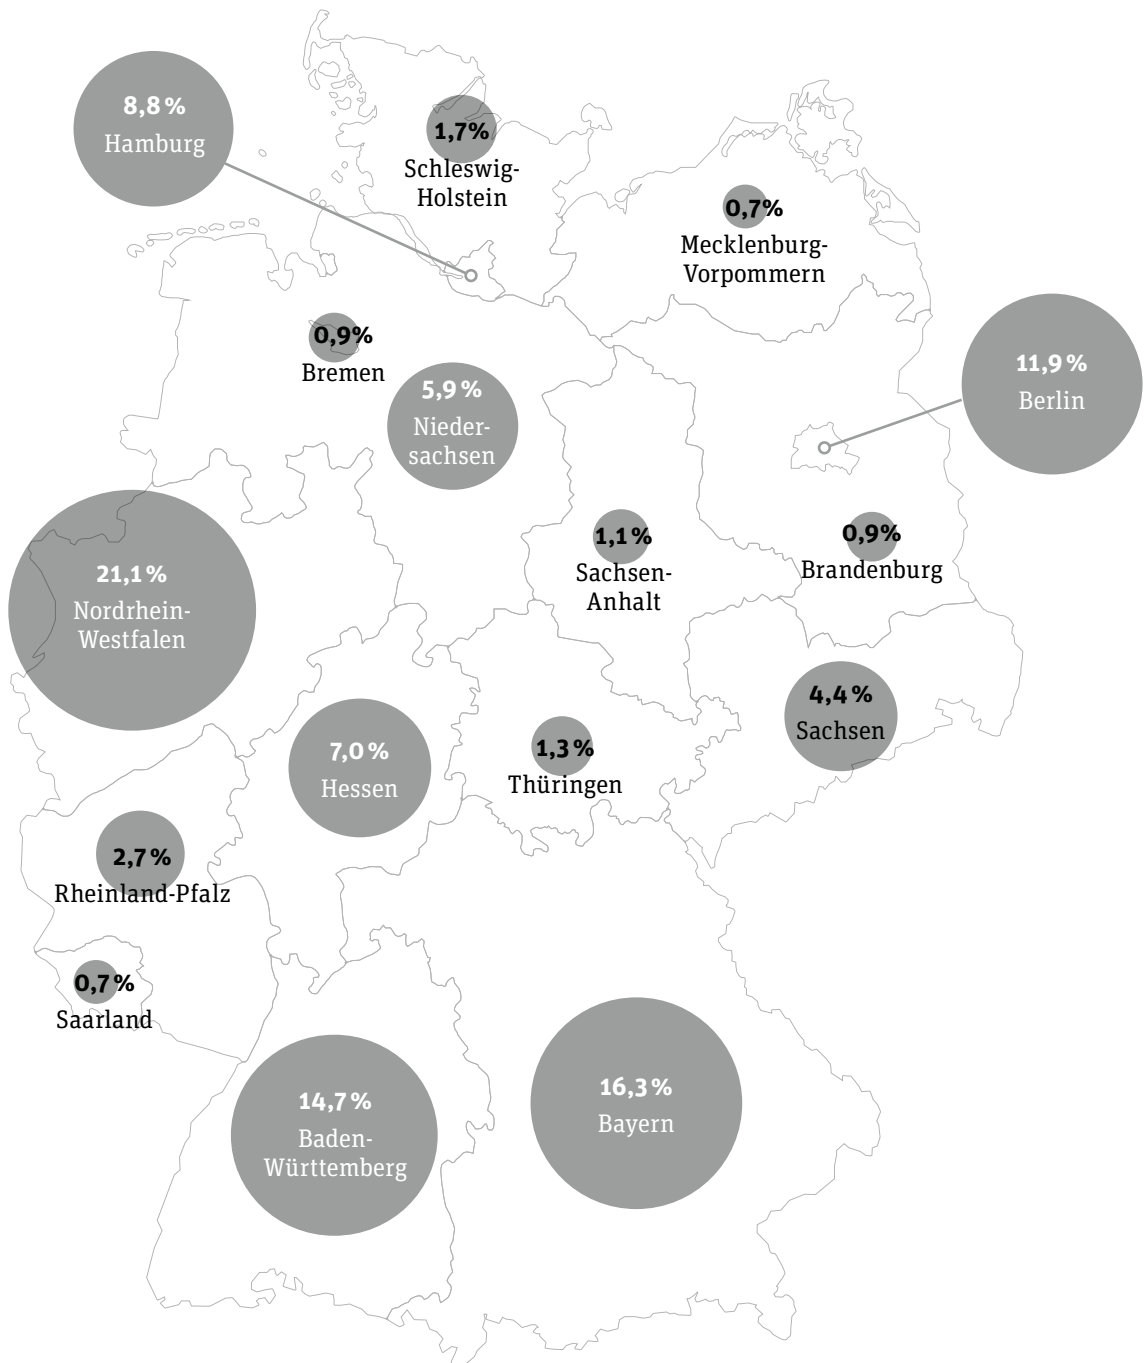 8,8 %
Hamburg
1,7%
Schleswig-
Holstein
0,7%
Mecklenburg-
Vorpommern
0,9%
Bremen
5,9 %
Nieder-
sachsen
11,9 %
Berlin
21,1 %
Nordrhein-
Westfalen
1,1 %
Sachsen-
Anhalt
0,9%
Brandenburg
7,0 %
Hessen
1,3 %
Thüringen
4,4 %
Sachsen
2,7 %
Rheinland-Pfalz
0,7 %
Saarland
14,7 %
Baden-
Württemberg
16,3 %
Bayern